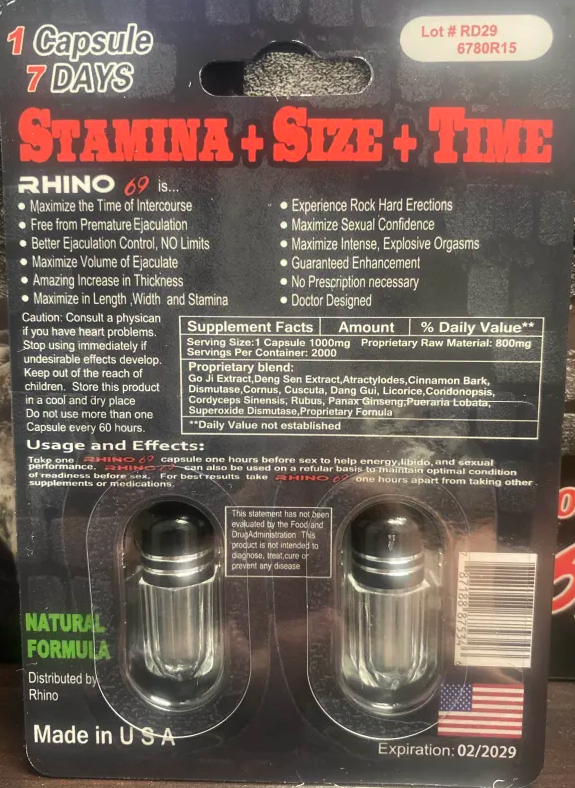 1 Capsule
7 DAYS
Lot # RD29
6780R15
STAMINA + SIZE + TIME
RHINO 69 is...
• Maximize the Time of Intercourse
• Free from Premature Ejaculation
• Better Ejaculation Control, NO Limits
• Maximize Volume of Ejaculate
• Amazing Increase in Thickness
• Maximize in Length ,Width and Stamina
• Experience Rock Hard Erections
• Maximize Sexual Confidence
• Maximize Intense, Explosive Orgasms
• Guaranteed Enhancement
• No Prescription necessary
• Doctor Designed
Caution: Consult a physican
if you have heart problems.
Stop using immediately if
undesirable effects develop.
Keep out of the reach of
children. Store this product
in a cool and dry place
Do not use more than one
Capsule every 60 hours.
Supplement Facts | Amount | % Daily Value**
Serving Size:1 Capsule 1000mg Proprietary Raw Material: 800mg
Servings Per Container: 2000
Proprietary blend:
Go Ji Extract,Deng Sen Extract,Atractylodes,Cinnamon Bark,
Dismutase,Cornus, Cuscuta, Dang Gui, Licorice,Condonopsis,
Cordyceps Sinensis, Rubus, Panax Ginseng;Pueraria Lobata,
Superoxide Dismutase,Proprietary Fornula
**Daily Value not established
Usage and Effects:
Take one RHINO 69 capsule one hours before sex to help energy,libido, and sexual
performance. RHINO 69 can also be used on a refular basis to maintain optimal condition
of readiness before sex. For best results take RHINO 69 one hours apart from taking other
supplements or medications.
This statement has not been
evaluated by the Food and
DrugAdministration This
product is not intended to
diagnose, treat,cure or
prevent any disease
NATURAL
FORMULA
Distributed by
Rhino
Made in U S A
Expiration: 02/2029